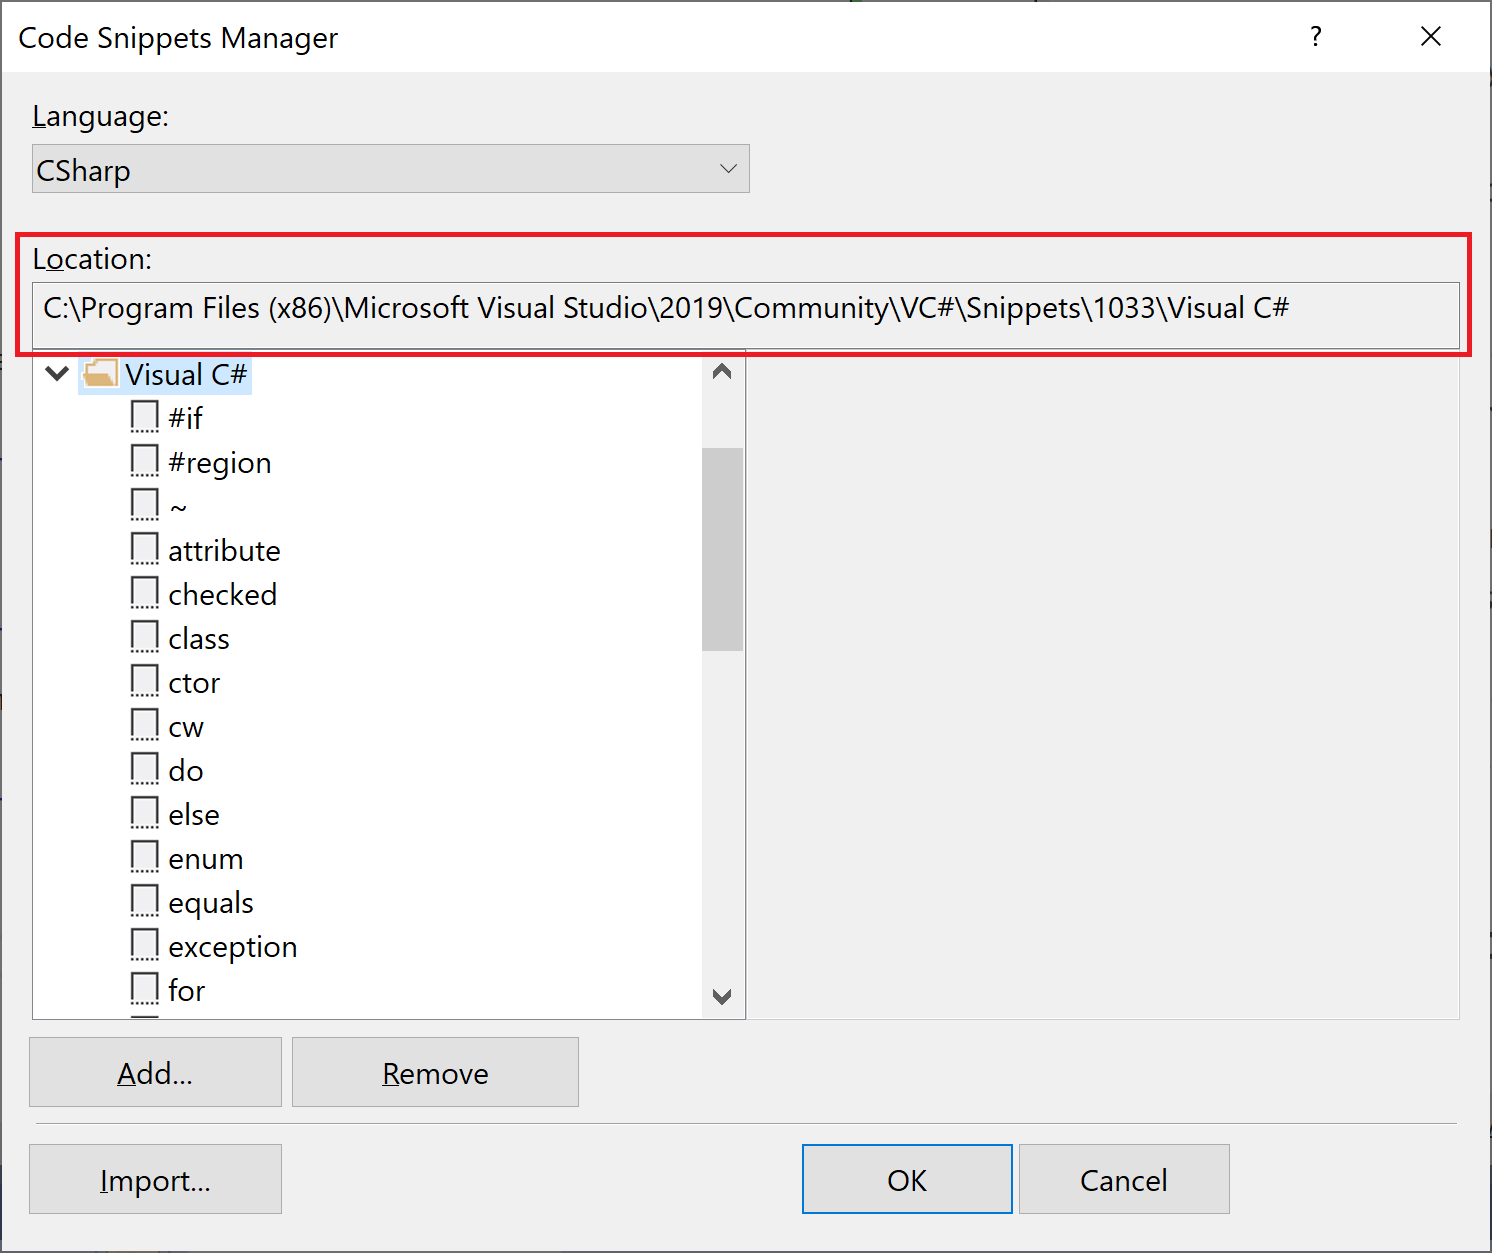 Code Snippets Manager
?
Language:
CSharp
Location:
C:\Program Files (x86)\Microsoft Visual Studio\2019\Community\VC#\Snippets\1033\Visual C#
Visual C#
#if
#region
~
attribute
checked
class
ctor
cw
do
else
enum
equals
exception
for
Add...
Remove
Import...
OK
Cancel